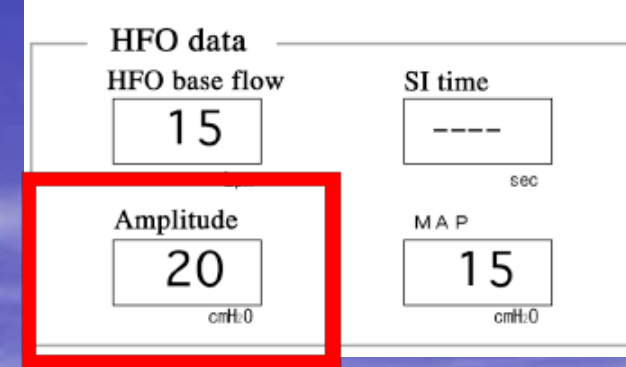 HFO data
HFO base flow
SI time
15
----
sec
Amplitude
MAP
20
15
cmH₂O
cmH₂O